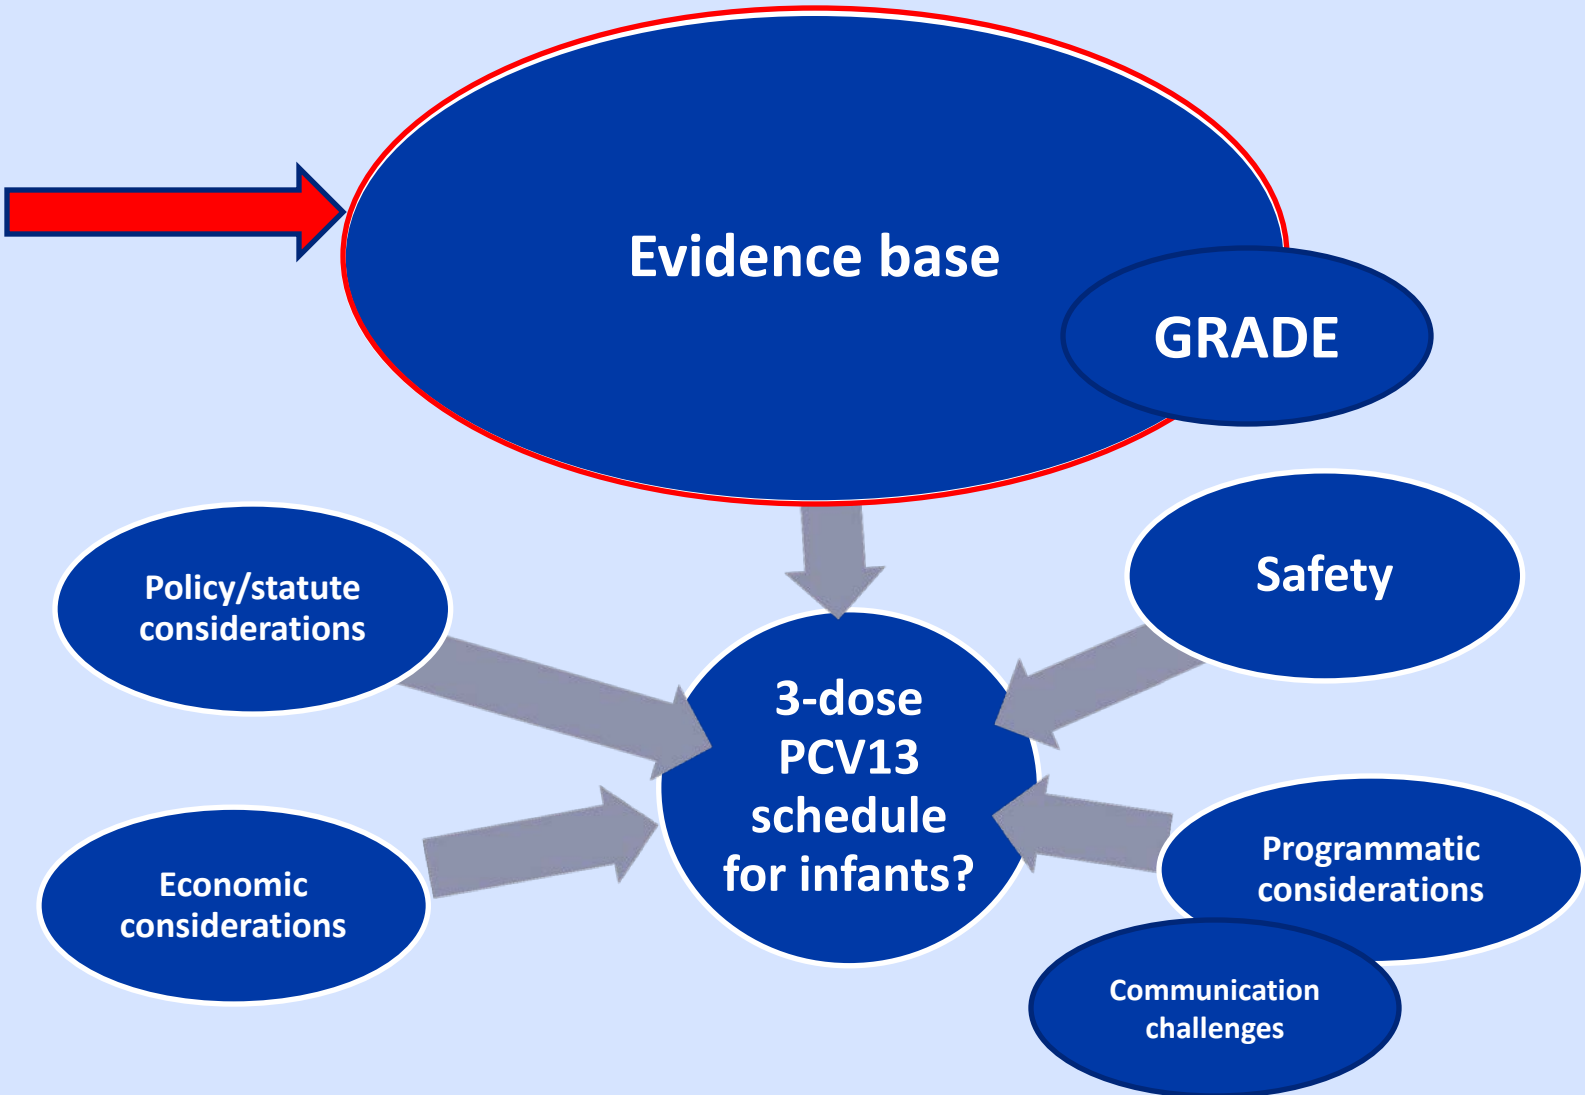 Evidence base
GRADE
Policy/statute
considerations
Safety
3-dose
PCV13
schedule
for infants?
Economic
considerations
Programmatic
considerations
Communication
challenges